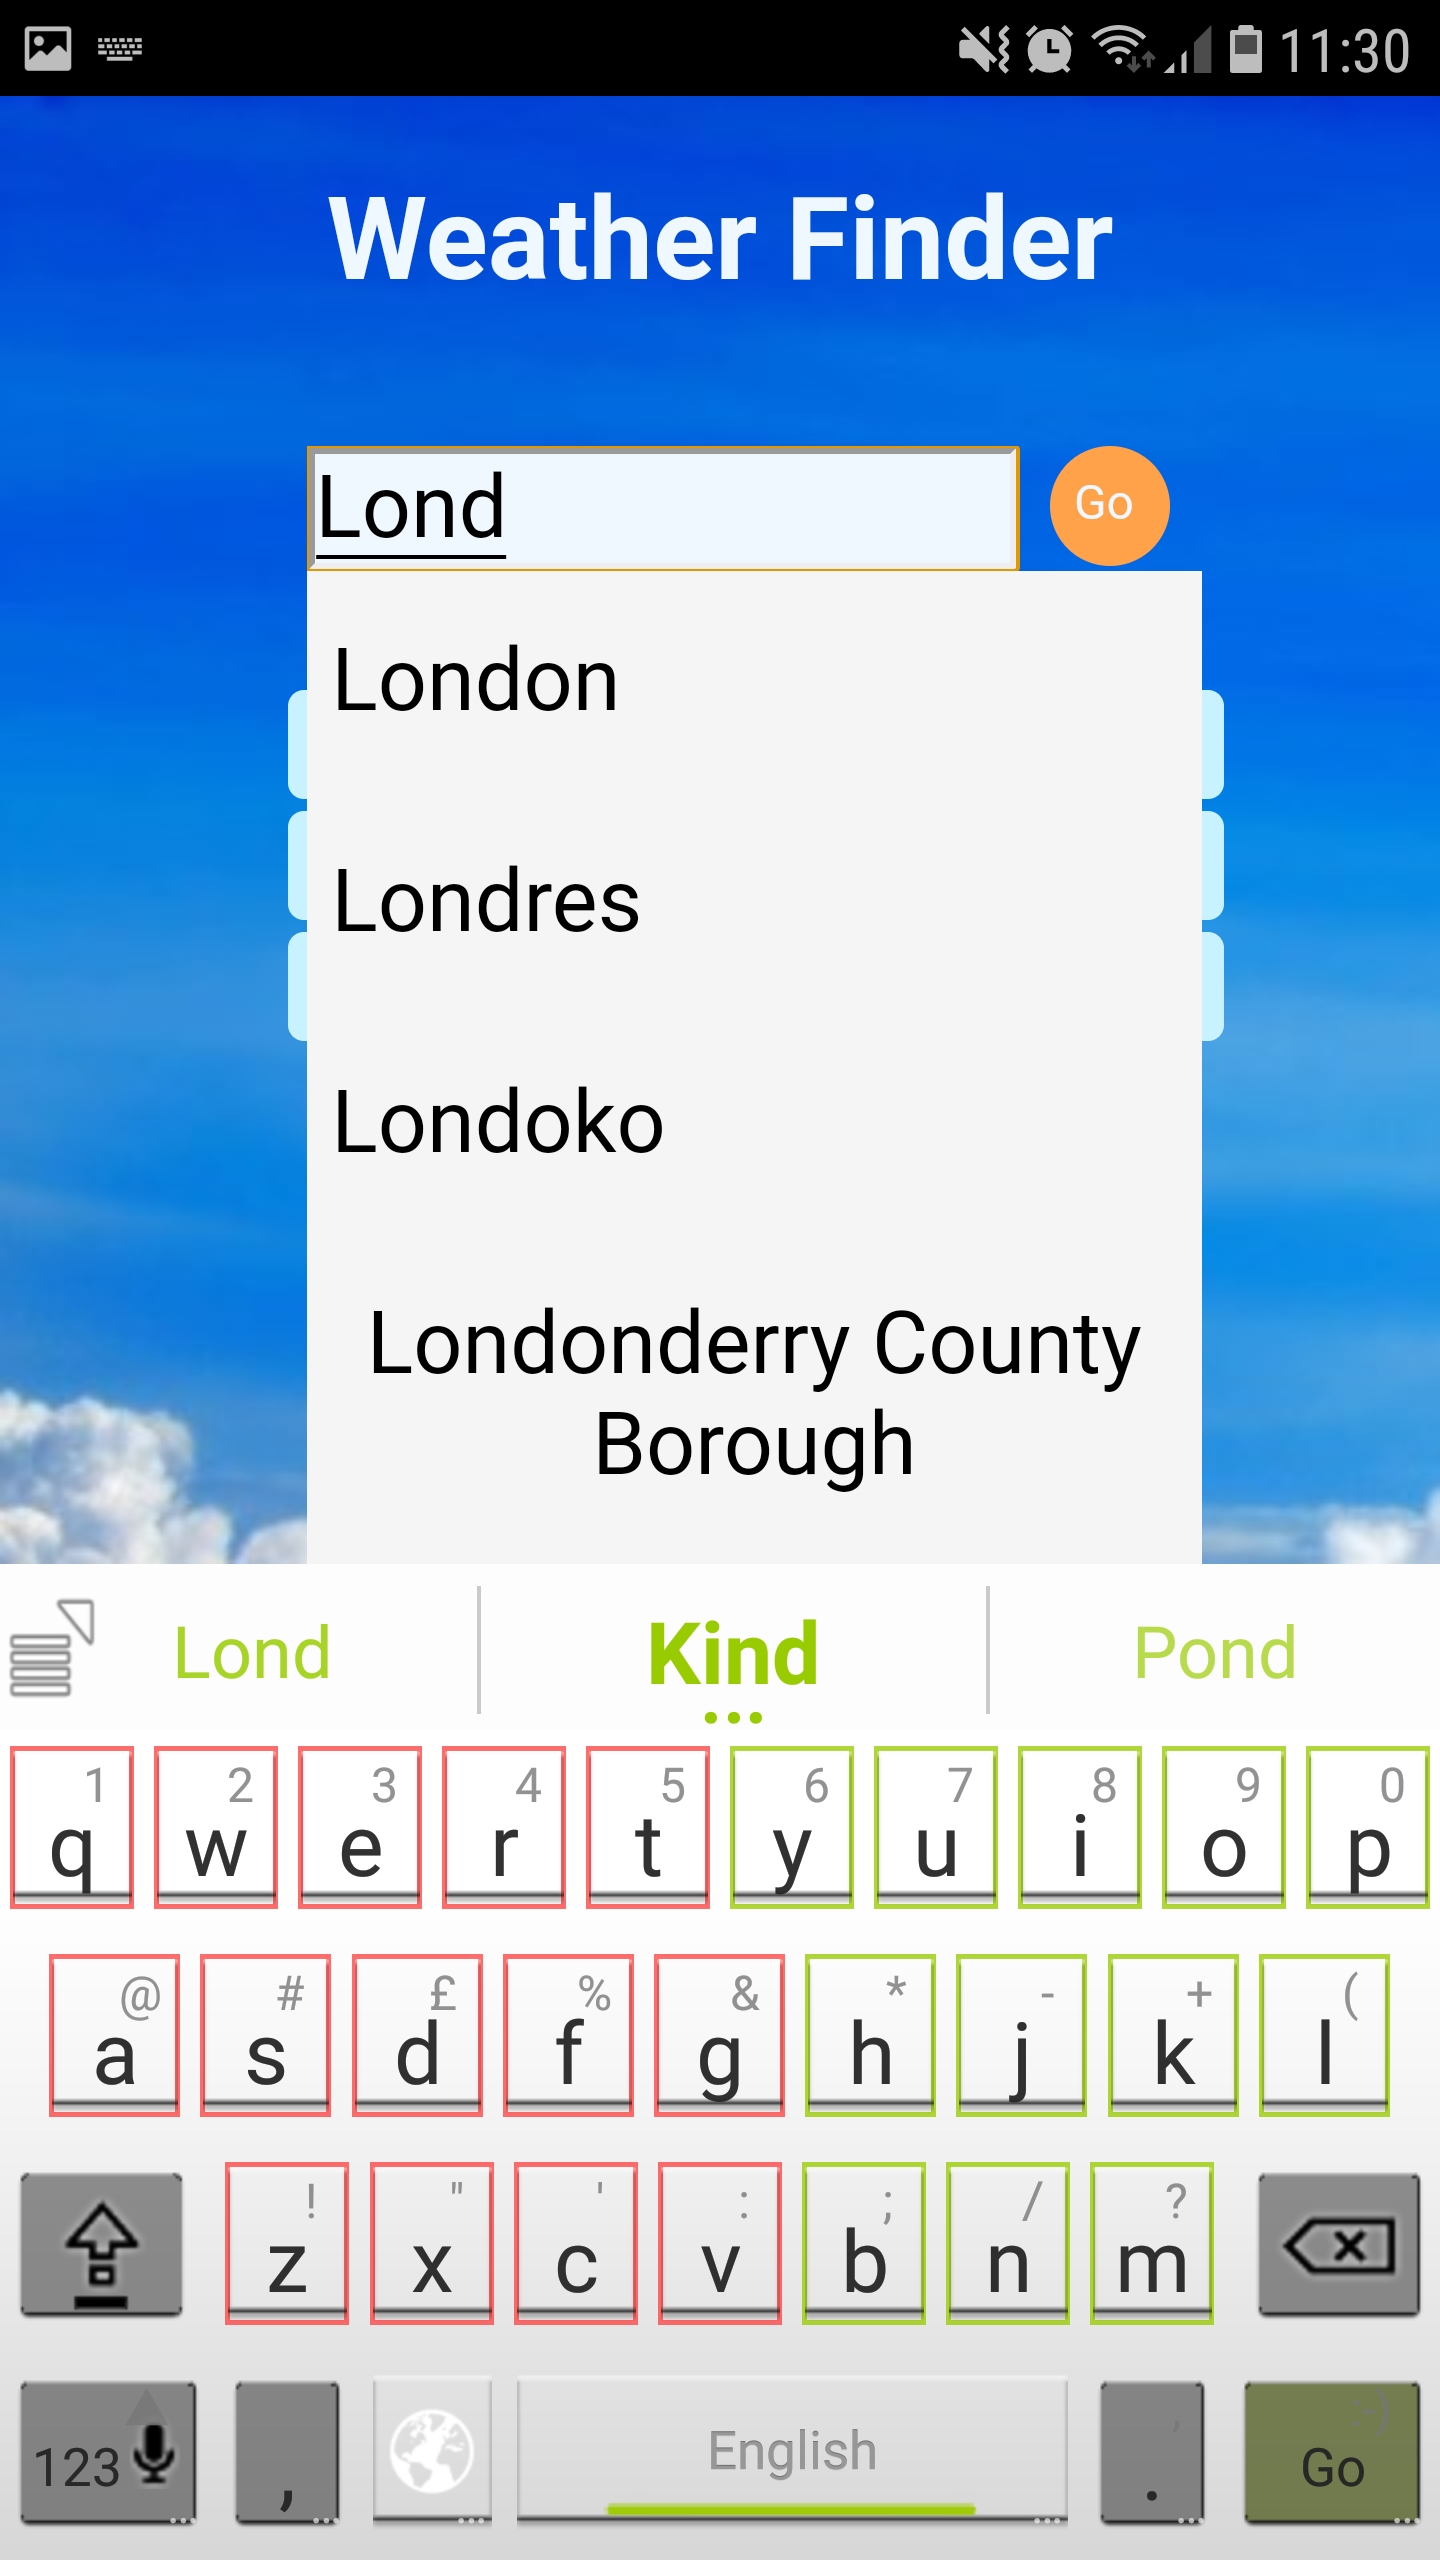 11:30
Weather Finder
Lond
Go
London
Londres
Londoko
Londonderry County
Borough
Lond Kind Pond
1 2 3 4 5 6 7 8 9 0
q w e r t y u i o p
@ # £ % & * - + (
a s d f g h j k l
! " ' : ; / ?
z x c v b n m
:-)
123 , English . Go